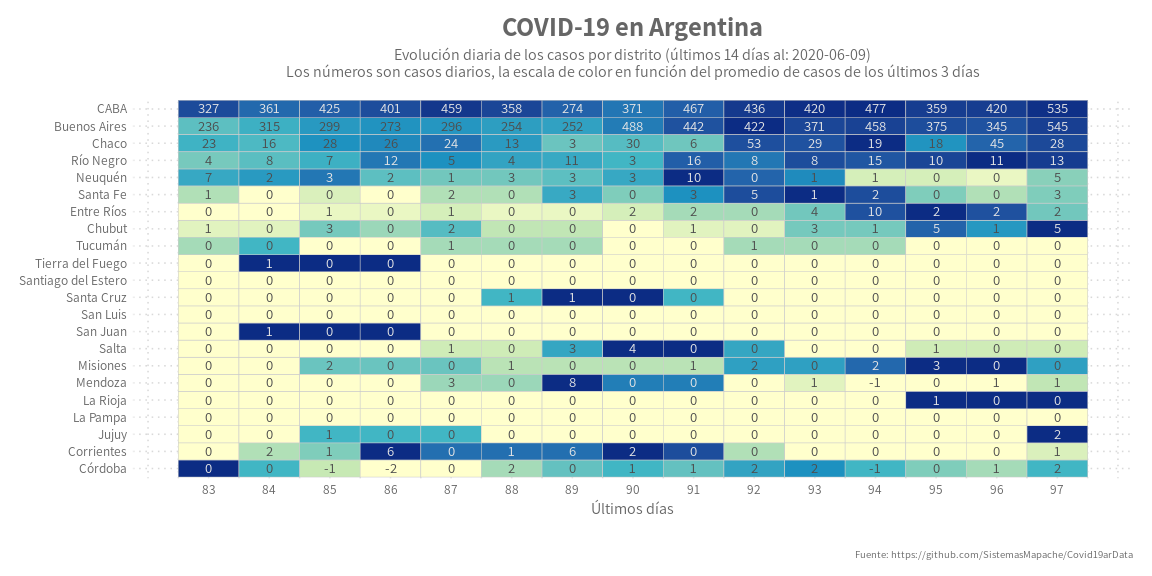 COVID-19 en Argentina
Evolución diaria de los casos por distrito (últimos 14 días al: 2020-06-09)
Los números son casos diarios, la escala de color en función del promedio de casos de los últimos 3 días
CABA 327 361 425 401 459 358 274 371 467 436 420 477 359 420 535
Buenos Aires 236 315 299 273 296 254 252 488 442 422 371 458 375 345 545
Chaco 23 16 28 26 24 13 3 30 6 53 29 19 18 45 28
Río Negro 4 8 7 12 5 4 11 3 16 8 8 15 10 11 13
Neuquén 7 2 3 2 1 3 3 3 10 0 1 1 0 0 5
Santa Fe 1 0 0 0 2 0 3 0 3 5 1 2 0 0 3
Entre Ríos 0 0 1 0 1 0 0 2 2 0 4 10 2 2 2
Chubut 1 0 3 0 2 0 0 0 1 0 3 1 5 1 5
Tucumán 0 0 0 0 1 0 0 0 0 1 0 0 0 0 0
Tierra del Fuego 0 1 0 0 0 0 0 0 0 0 0 0 0 0 0
Santiago del Estero 0 0 0 0 0 0 0 0 0 0 0 0 0 0 0
Santa Cruz 0 0 0 0 0 1 1 0 0 0 0 0 0 0 0
San Luis 0 0 0 0 0 0 0 0 0 0 0 0 0 0 0
San Juan 0 1 0 0 0 0 0 0 0 0 0 0 0 0 0
Salta 0 0 0 0 1 0 3 4 0 0 0 0 1 0 0
Misiones 0 0 2 0 0 1 0 0 1 2 0 2 3 0 0
Mendoza 0 0 0 0 3 0 8 0 0 0 1 -1 0 1 1
La Rioja 0 0 0 0 0 0 0 0 0 0 0 0 1 0 0
La Pampa 0 0 0 0 0 0 0 0 0 0 0 0 0 0 0
Jujuy 0 0 1 0 0 0 0 0 0 0 0 0 0 0 2
Corrientes 0 2 1 6 0 1 6 2 0 0 0 0 0 0 1
Córdoba 0 0 -1 -2 0 2 0 1 1 2 2 -1 0 1 2
83 84 85 86 87 88 89 90 91 92 93 94 95 96 97
Últimos días
Fuente: https://github.com/SistemasMapache/Covid19arData